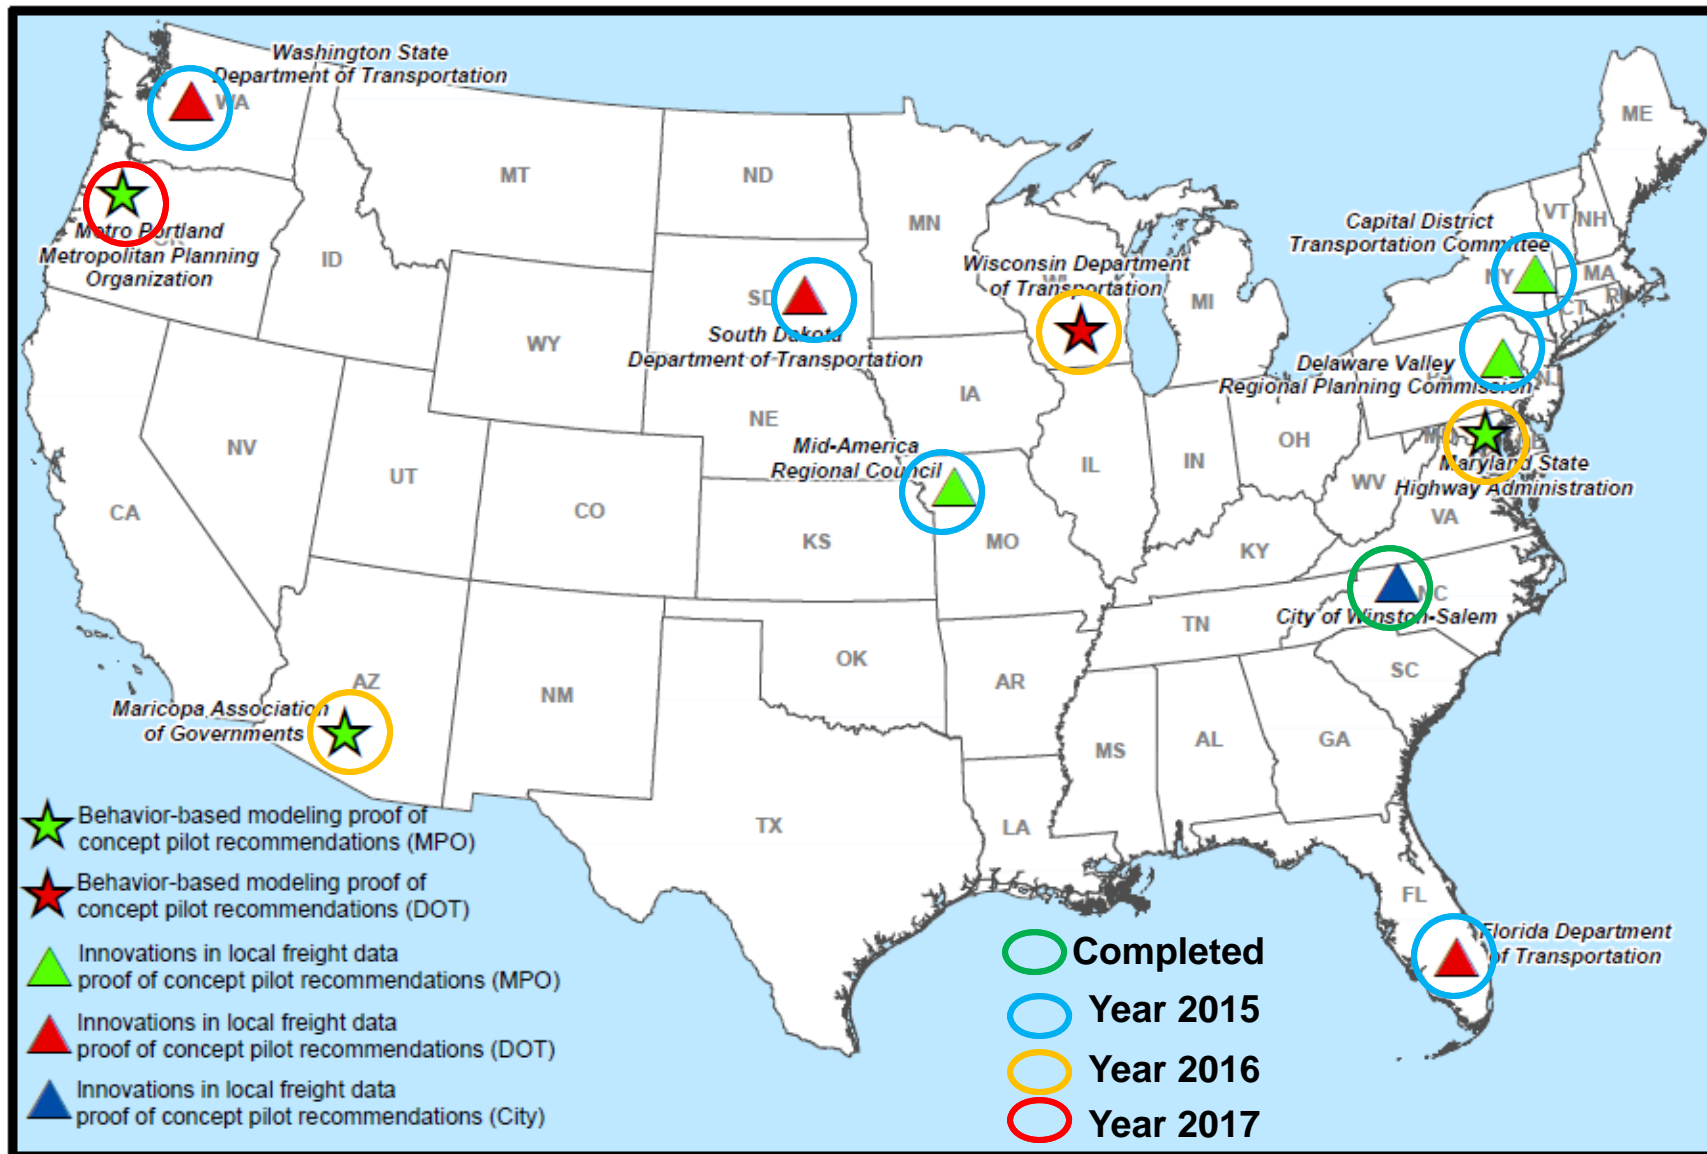 Washington State
Department of Transportation
WA
ME
MT
ND
MN
VT
NH
Capital District
Transportation Committee
NY
MA
RI
CT
Metro Portland
Metropolitan Planning
Organization
ID
Wisconsin Department
of Transportation
WI
MI
SD
South Dakota
Department of Transportation
WY
Delaware Valley
Regional Planning Commission
PA
NJ
IA
NE
Mid-America
Regional Council
OH
IL
IN
NV
UT
CO
CA
KS
MO
WV
Maryland State
Highway Administration
VA
KY
NC
City of Winston-Salem
TN
OK
AR
SC
AZ
NM
Maricopa Association
of Governments
MS
AL
GA
TX
LA
FL
Florida Department
of Transportation
Behavior-based modeling proof of
concept pilot recommendations (MPO)
Behavior-based modeling proof of
concept pilot recommendations (DOT)
Innovations in local freight data
proof of concept pilot recommendations (MPO)
Innovations in local freight data
proof of concept pilot recommendations (DOT)
Innovations in local freight data
proof of concept pilot recommendations (City)
Completed
Year 2015
Year 2016
Year 2017